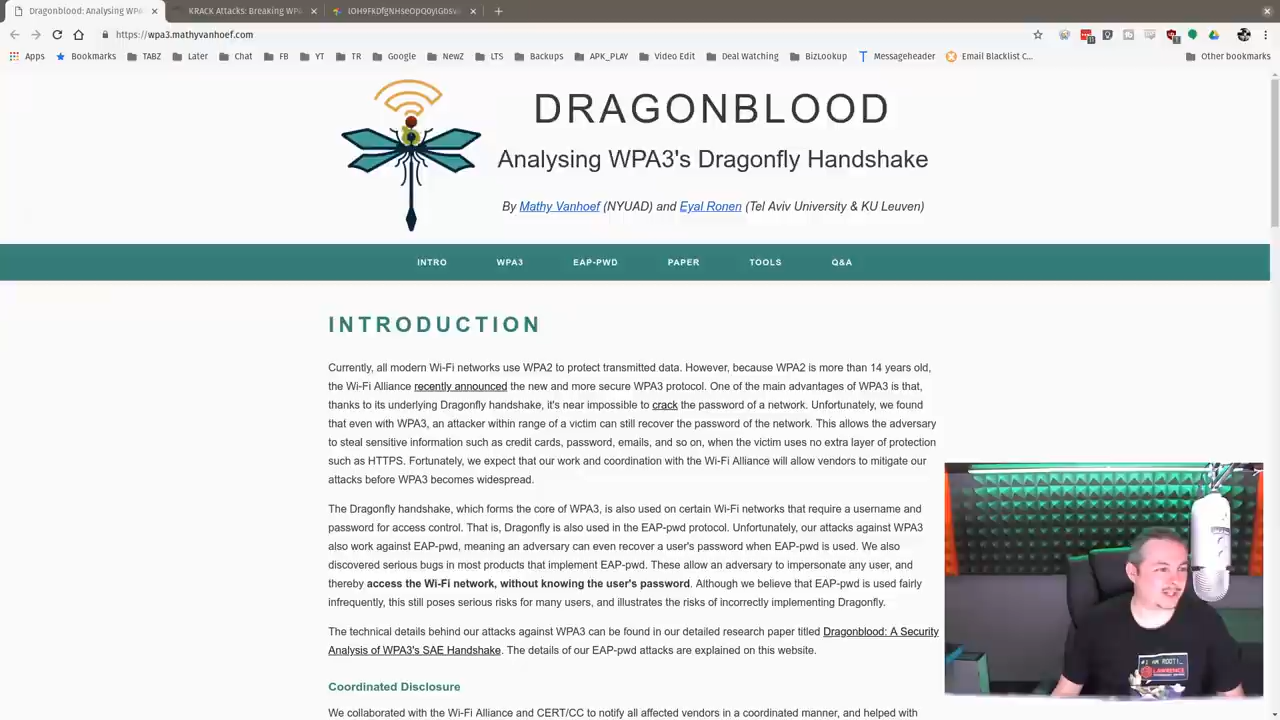 Dragonblood: Analysing WPA
KRACK Attacks: Breaking WP
https://wpa3.mathyvanhoef.com
Apps Bookmarks TABZ Later Chat FB YT TR Google NewZ LTS Backups APK_PLAY Video Edit Deal Watching BizLookup Messageheader Email Blacklist C... Other bookmarks
DRAGONBLOOD
Analysing WPA3's Dragonfly Handshake
By Mathy Vanhoef (NYUAD) and Eyal Ronen (Tel Aviv University & KU Leuven)
INTRO WPA3 EAP-PWD PAPER TOOLS Q&A
INTRODUCTION
Currently, all modern Wi-Fi networks use WPA2 to protect transmitted data. However, because WPA2 is more than 14 years old,
the Wi-Fi Alliance recently announced the new and more secure WPA3 protocol. One of the main advantages of WPA3 is that,
thanks to its underlying Dragonfly handshake, it's near impossible to crack the password of a network. Unfortunately, we found
that even with WPA3, an attacker within range of a victim can still recover the password of the network. This allows the adversary
to steal sensitive information such as credit cards, password, emails, and so on, when the victim uses no extra layer of protection
such as HTTPS. Fortunately, we expect that our work and coordination with the Wi-Fi Alliance will allow vendors to mitigate our
attacks before WPA3 becomes widespread.
The Dragonfly handshake, which forms the core of WPA3, is also used on certain Wi-Fi networks that require a username and
password for access control. That is, Dragonfly is also used in the EAP-pwd protocol. Unfortunately, our attacks against WPA3
also work against EAP-pwd, meaning an adversary can even recover a user's password when EAP-pwd is used. We also
discovered serious bugs in most products that implement EAP-pwd. These allow an adversary to impersonate any user, and
thereby access the Wi-Fi network, without knowing the user's password. Although we believe that EAP-pwd is used fairly
infrequently, this still poses serious risks for many users, and illustrates the risks of incorrectly implementing Dragonfly.
The technical details behind our attacks against WPA3 can be found in our detailed research paper titled Dragonblood: A Security
Analysis of WPA3's SAE Handshake. The details of our EAP-pwd attacks are explained on this website.
Coordinated Disclosure
We collaborated with the Wi-Fi Alliance and CERT/CC to notify all affected vendors in a coordinated manner, and helped with
# I AM ROOT!
LAWRENCE